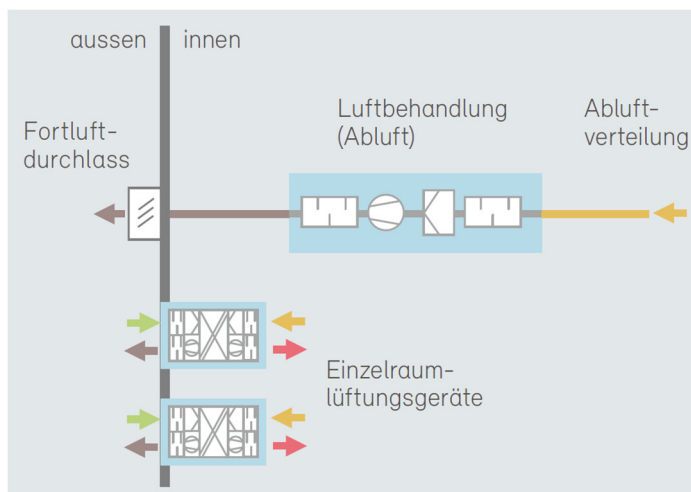 aussen innen
Luftbehandlung
(Abluft)
Abluft-
verteilung
Fortluft-
durchlass
Einzelraum-
lüftungsgeräte